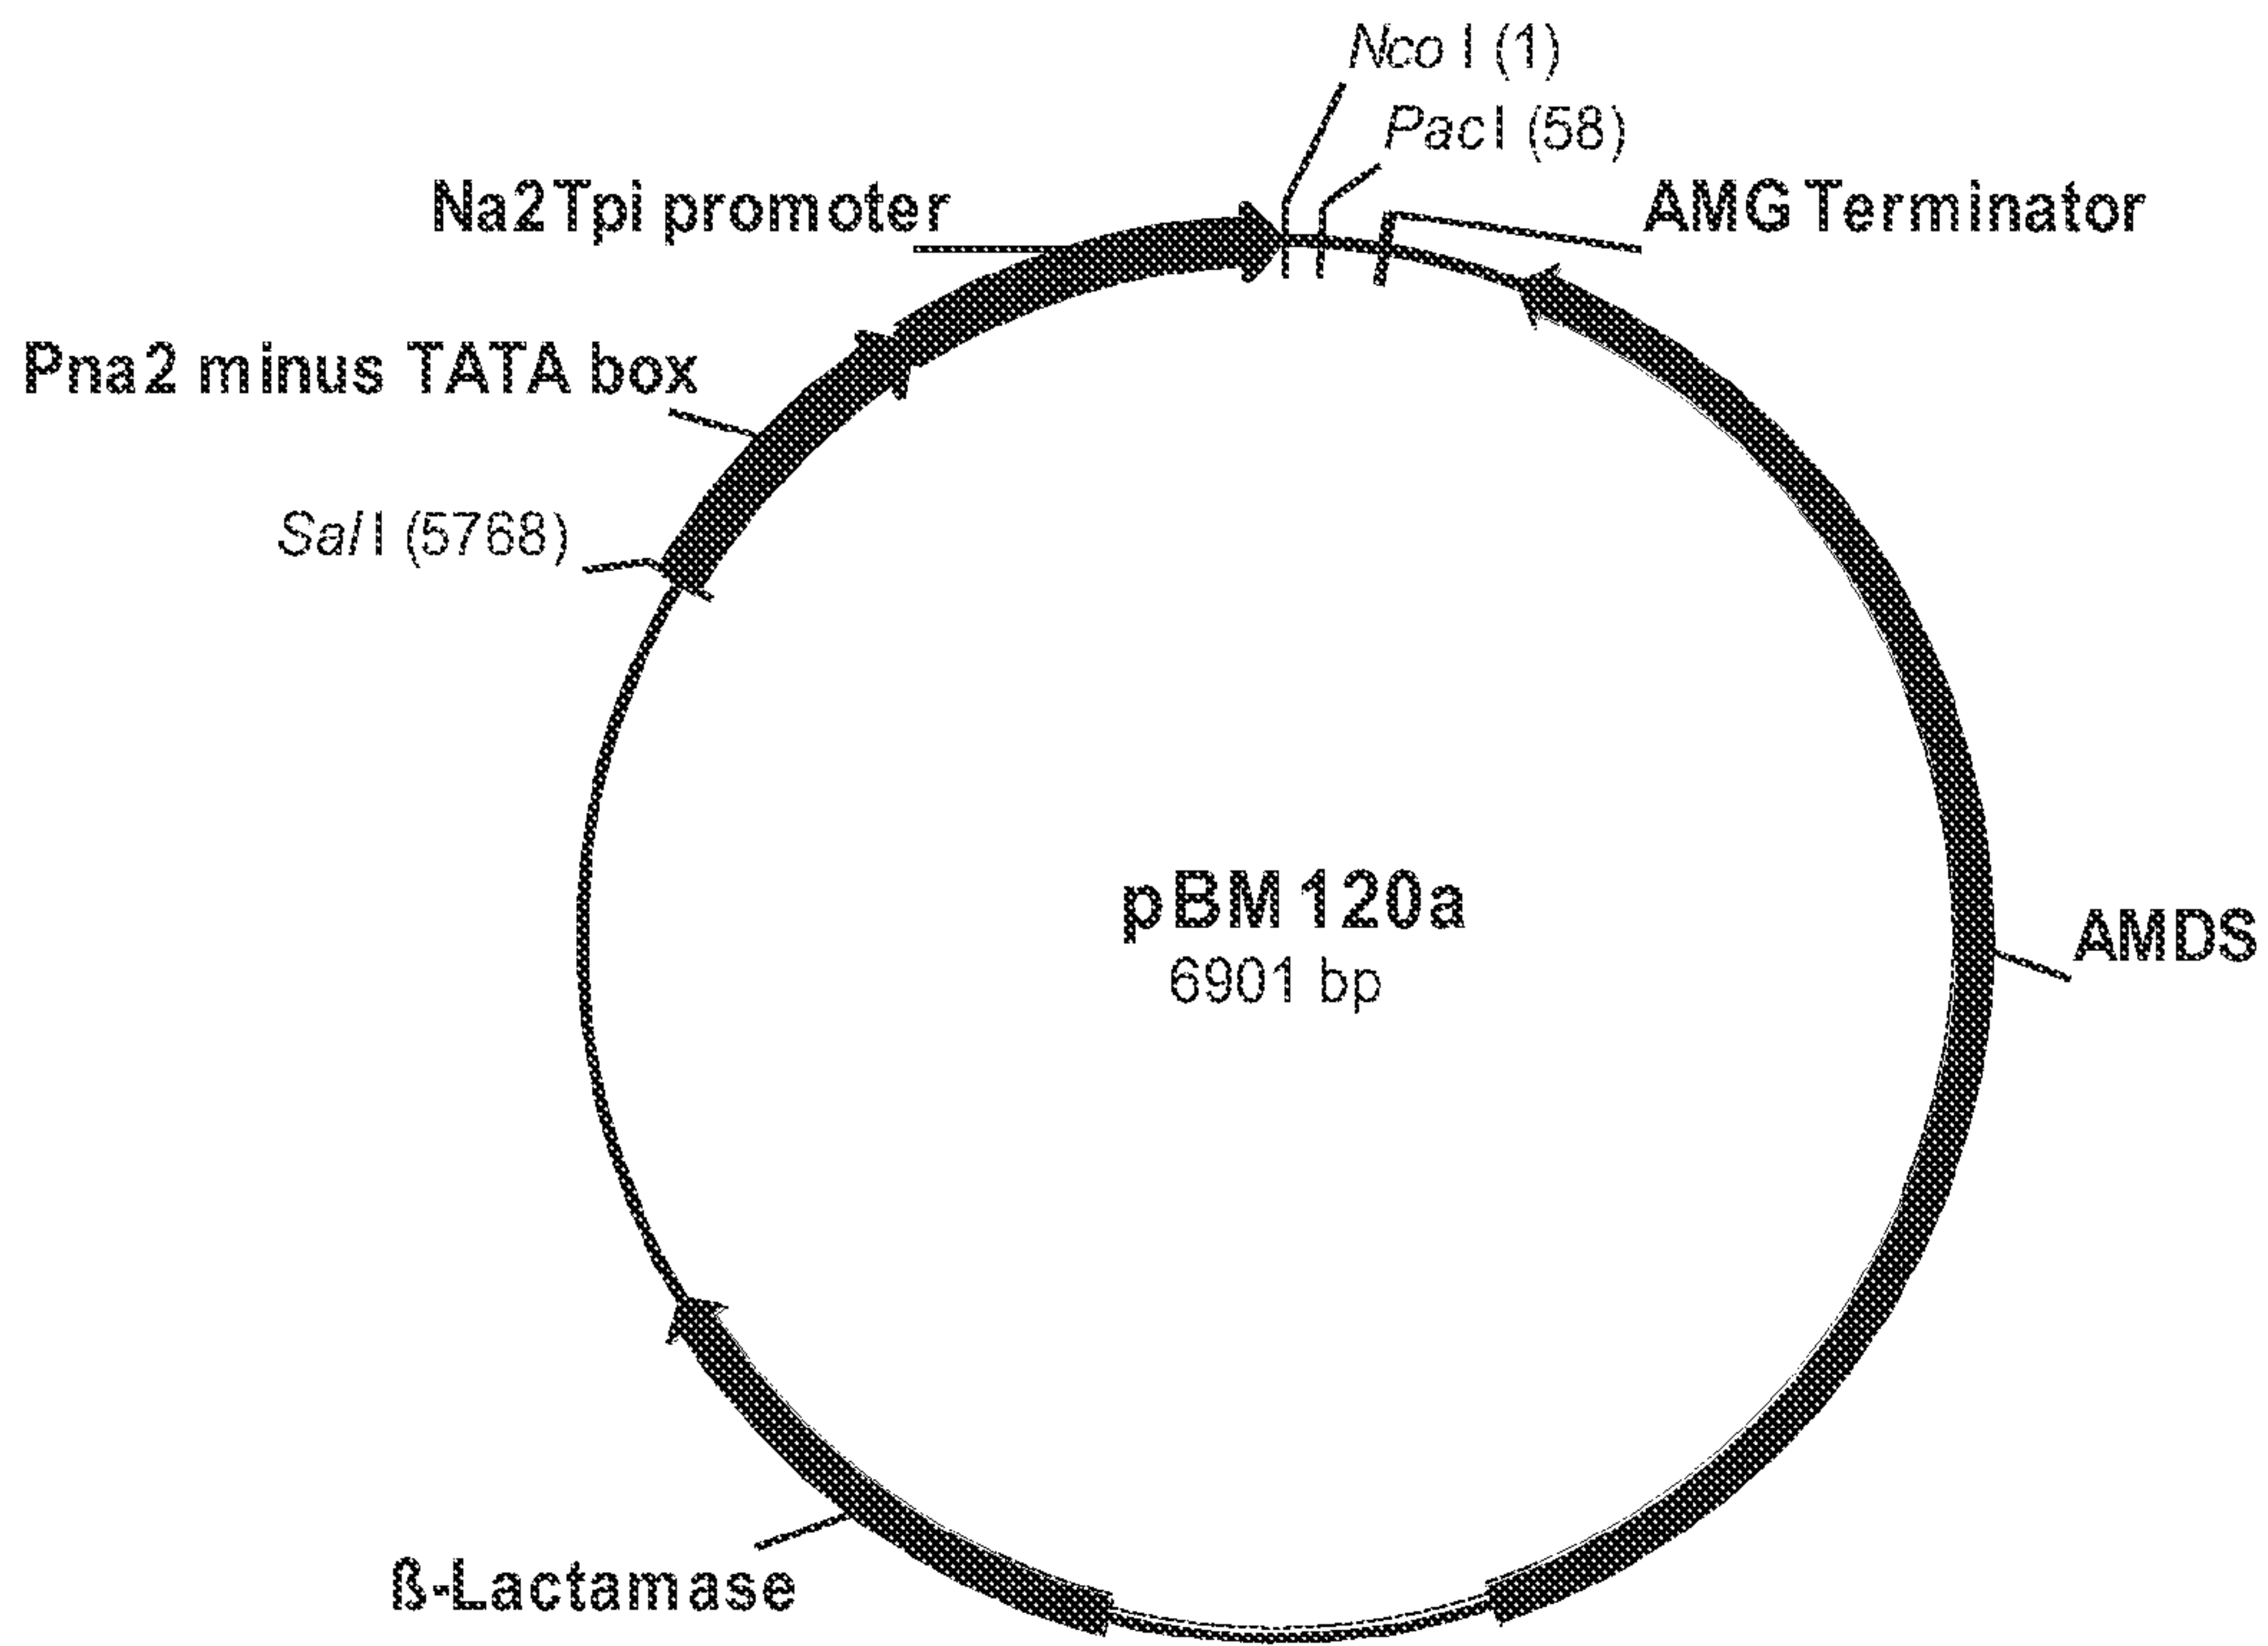 Nco I (1)
PacI (58)
Na2Tpi promoter
AMG Terminator
Pna2 minus TATA box
Sal I (5768)
pBM120a
6901 bp
AMDS
ß-Lactamase